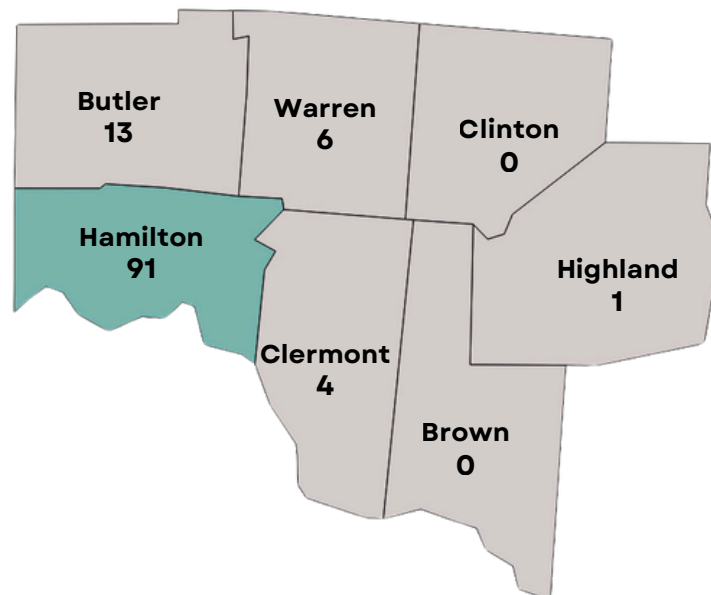 Butler
13
Warren
6
Clinton
0
Hamilton
91
Highland
1
Clermont
4
Brown
0